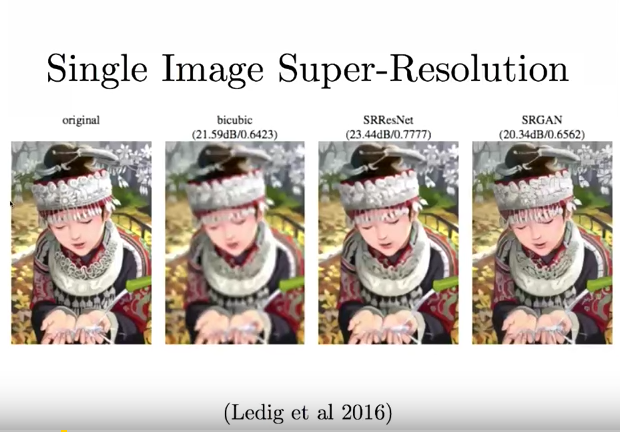 Single Image Super-Resolution
original
bicubic
(21.59dB/0.6423)
SRResNet
(23.44dB/0.7777)
SRGAN
(20.34dB/0.6562)
(Ledig et al 2016)